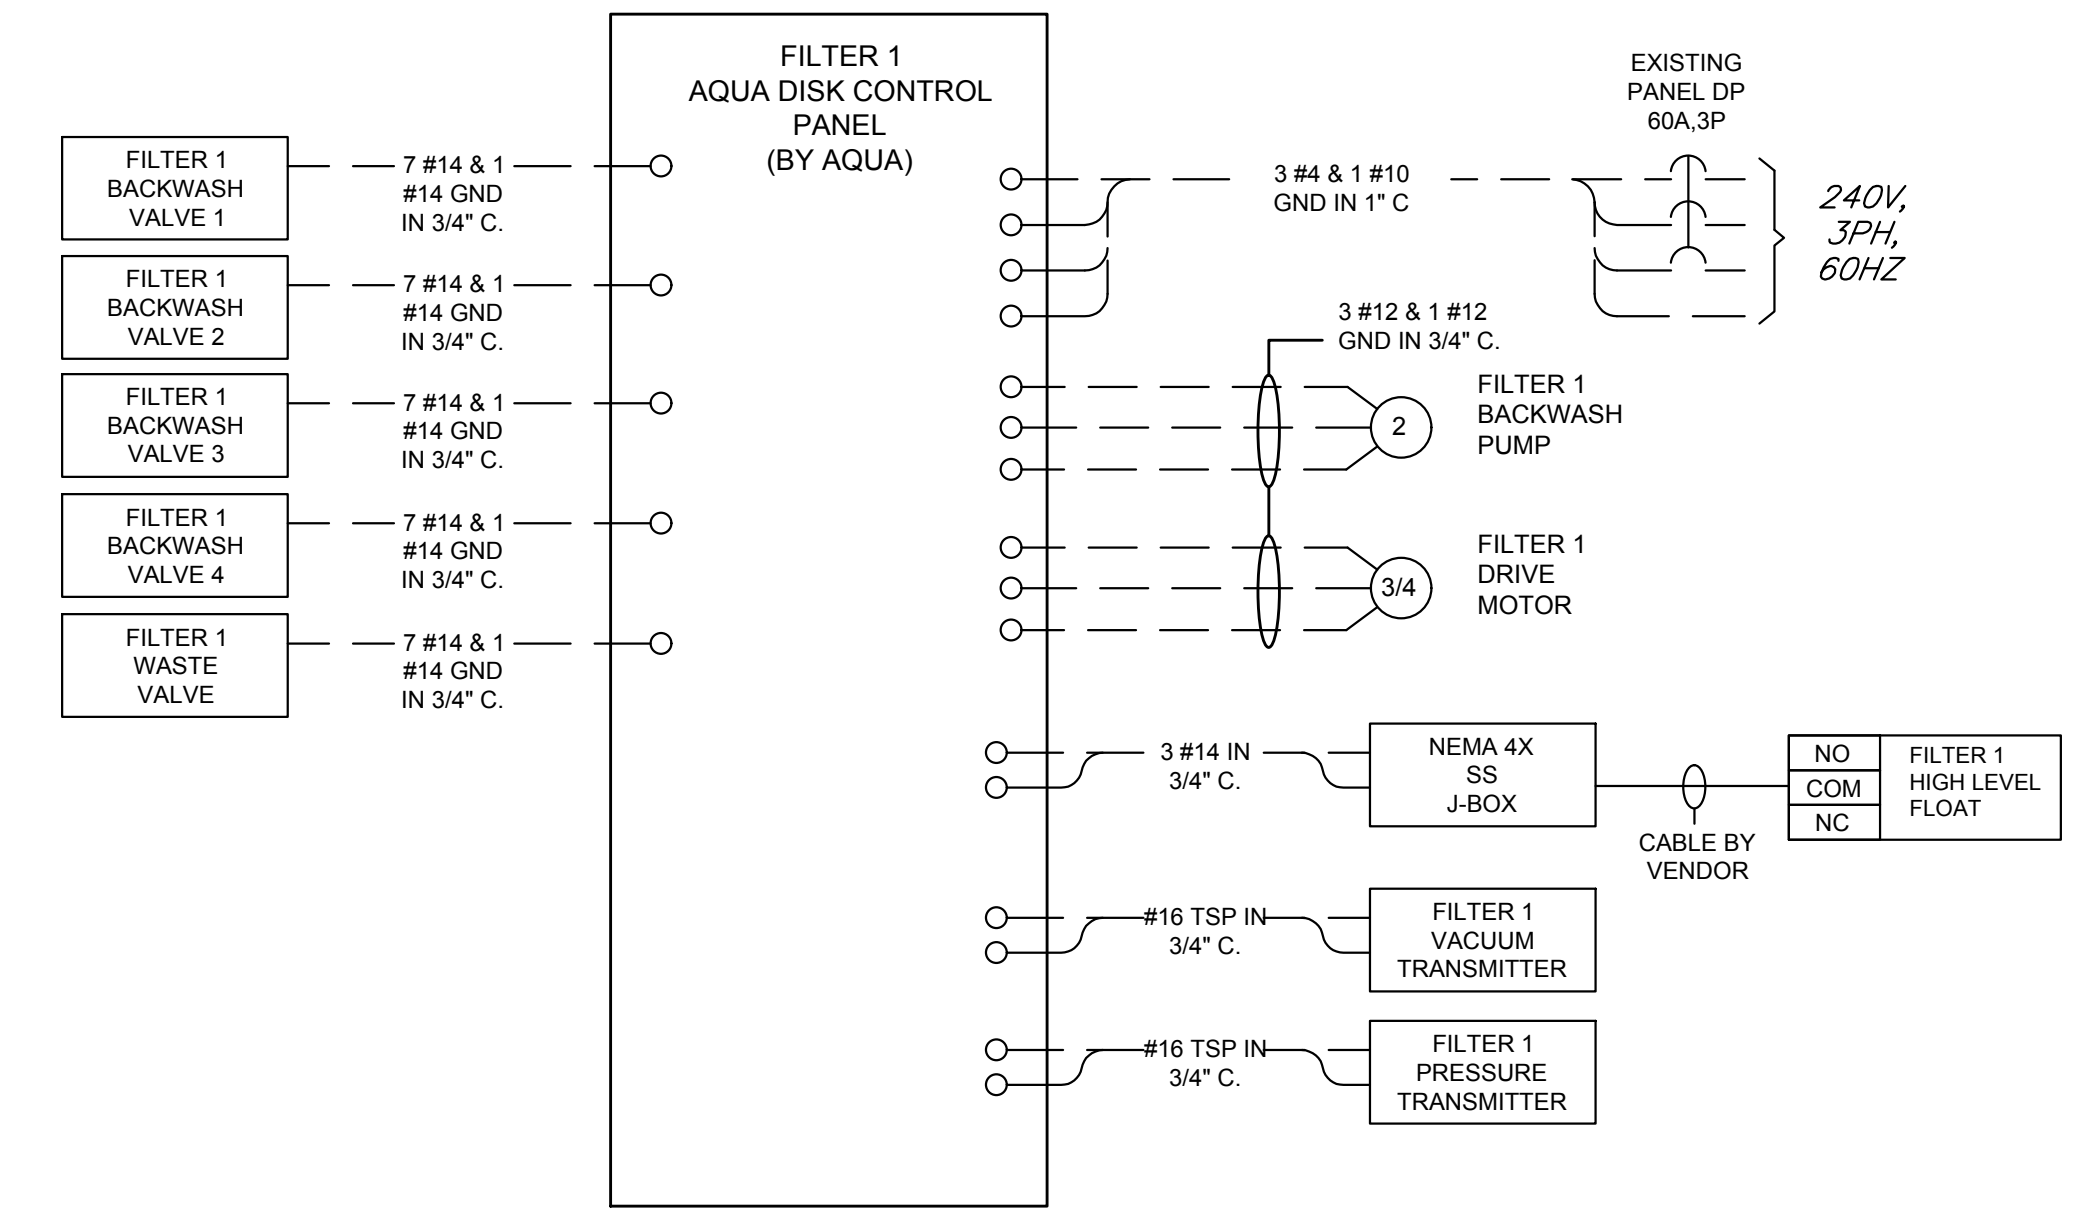 FILTER 1
AQUA DISK CONTROL
PANEL
(BY AQUA)
FILTER 1
BACKWASH
VALVE 1
7 #14 & 1
#14 GND
IN 3/4" C.
FILTER 1
BACKWASH
VALVE 2
7 #14 & 1
#14 GND
IN 3/4" C.
FILTER 1
BACKWASH
VALVE 3
7 #14 & 1
#14 GND
IN 3/4" C.
FILTER 1
BACKWASH
VALVE 4
7 #14 & 1
#14 GND
IN 3/4" C.
FILTER 1
WASTE
VALVE
7 #14 & 1
#14 GND
IN 3/4" C.
3 #4 & 1 #10
GND IN 1" C
EXISTING
PANEL DP
60A,3P
240V,
3PH,
60HZ
3 #12 & 1 #12
GND IN 3/4" C.
2
FILTER 1
BACKWASH
PUMP
3/4
FILTER 1
DRIVE
MOTOR
3 #14 IN
3/4" C.
NEMA 4X
SS
J-BOX
CABLE BY
VENDOR
NO
COM
NC
FILTER 1
HIGH LEVEL
FLOAT
#16 TSP IN
3/4" C.
FILTER 1
VACUUM
TRANSMITTER
#16 TSP IN
3/4" C.
FILTER 1
PRESSURE
TRANSMITTER